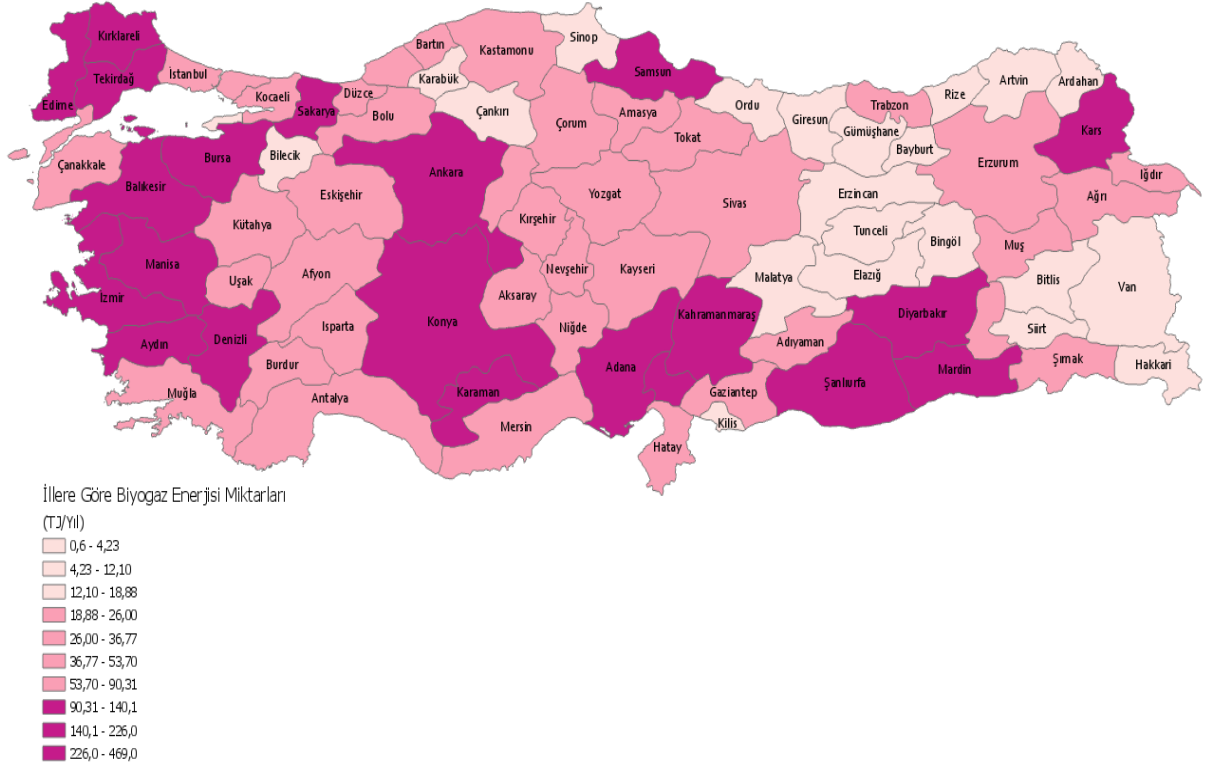 Kırklareli
Tekirdağ
Edirne
İstanbul
Kocaeli
Sakarya
Düzce
Bolu
Bartın
Karabük
Kastamonu
Çankırı
Sinop
Samsun
Çorum
Amasya
Tokat
Ordu
Giresun
Trabzon
Gümüşhane
Bayburt
Rize
Artvin
Ardahan
Kars
Iğdır
Erzurum
Ağrı
Çanakkale
Balıkesir
Bursa
Bilecik
Kütahya
Eskişehir
Ankara
Kırşehir
Yozgat
Sivas
Erzincan
Tunceli
Bingöl
Muş
Elazığ
Bitlis
Van
Manisa
Uşak
Afyon
Nevşehir
Kayseri
Malatya
İzmir
Aydın
Denizli
Isparta
Konya
Aksaray
Niğde
Kahramanmaraş
Adıyaman
Diyarbakır
Siirt
Şırnak
Hakkari
Burdur
Muğla
Antalya
Karaman
Mersin
Adana
Gaziantep
Kilis
Hatay
Şanlıurfa
Mardin
İllere Göre Biyogaz Enerjisi Miktarları
(TJ/Yıl)
0,6 - 4,23
4,23 - 12,10
12,10 - 18,88
18,88 - 26,00
26,00 - 36,77
36,77 - 53,70
53,70 - 90,31
90,31 - 140,1
140,1 - 226,0
226,0 - 469,0